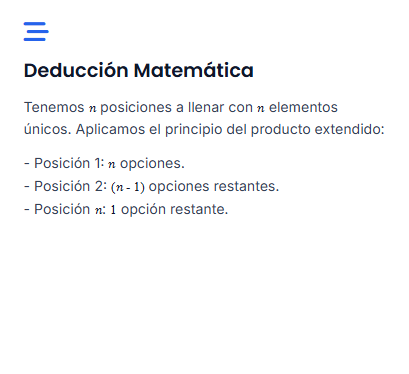 Deducción Matemática
Tenemos n posiciones a llenar con n elementos
únicos. Aplicamos el principio del producto extendido:
- Posición 1: n opciones.
- Posición 2: (n - 1) opciones restantes.
- Posición n: 1 opción restante.